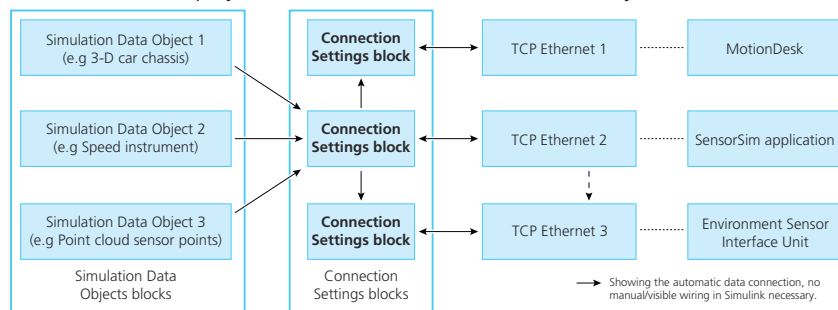 Simulation Data Object 1
(e.g 3-D car chassis)
Simulation Data Object 2
(e.g Speed instrument)
Simulation Data Object 3
(e.g Point cloud sensor points)
Simulation Data
Objects blocks
Connection
Settings block
Connection
Settings block
Connection
Settings block
Connection
Settings blocks
TCP Ethernet 1
TCP Ethernet 2
TCP Ethernet 3
MotionDesk
SensorSim application
Environment Sensor
Interface Unit
Showing the automatic data connection, no
manual/visible wiring in Simulink necessary.